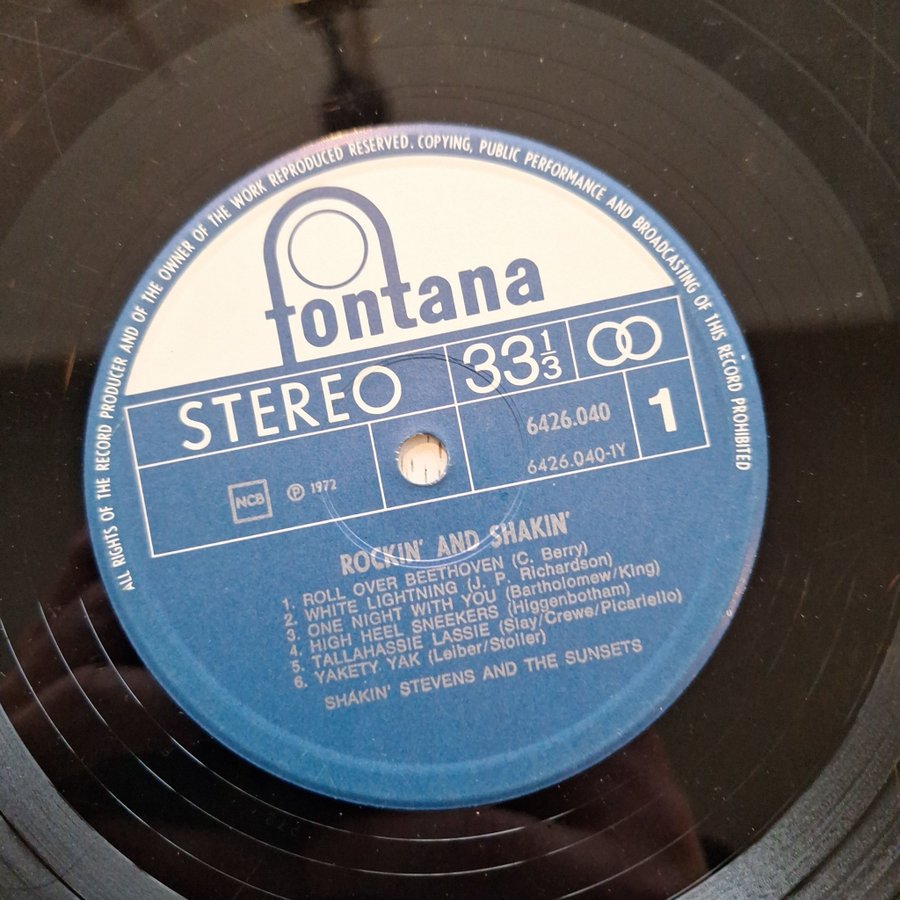 ALL RIGHTS OF THE RECORD PRODUCER AND OF THE OWNER OF THE WORK REPRODUCED RESERVED. COPYING, PUBLIC PERFORMANCE AND BROADCASTING OF THIS RECORD PROHIBITED
fontana
STEREO 33 1/3
6426.040 1
NCB Ⓟ 1972 6426.040-1Y
ROCKIN' AND SHAKIN'
1. ROLL OVER BEETHOVEN (C. Berry)
2. WHITE LIGHTNING (J. P. Richardson)
3. ONE NIGHT WITH YOU (Bartholomew/King)
4. HIGH HEEL SNEEKERS (Higgenbotham)
5. TALLAHASSIE LASSIE (Slay/Crewe/Picariello)
6. YAKETY YAK (Leiber/Stoller)
SHAKIN' STEVENS AND THE SUNSETS